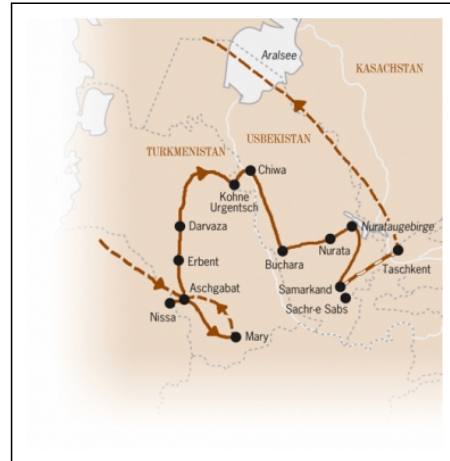 Aralsee
KASACHSTAN
USBEKISTAN
TURKMENISTAN
Chiwa
Kohne
Urgentsch
Darvaza
Nurataugebirge
Nurata
Buchara
Taschkent
Erbent
Samarkand
Sachr-e Sabs
Aschgabat
Nissa
Mary